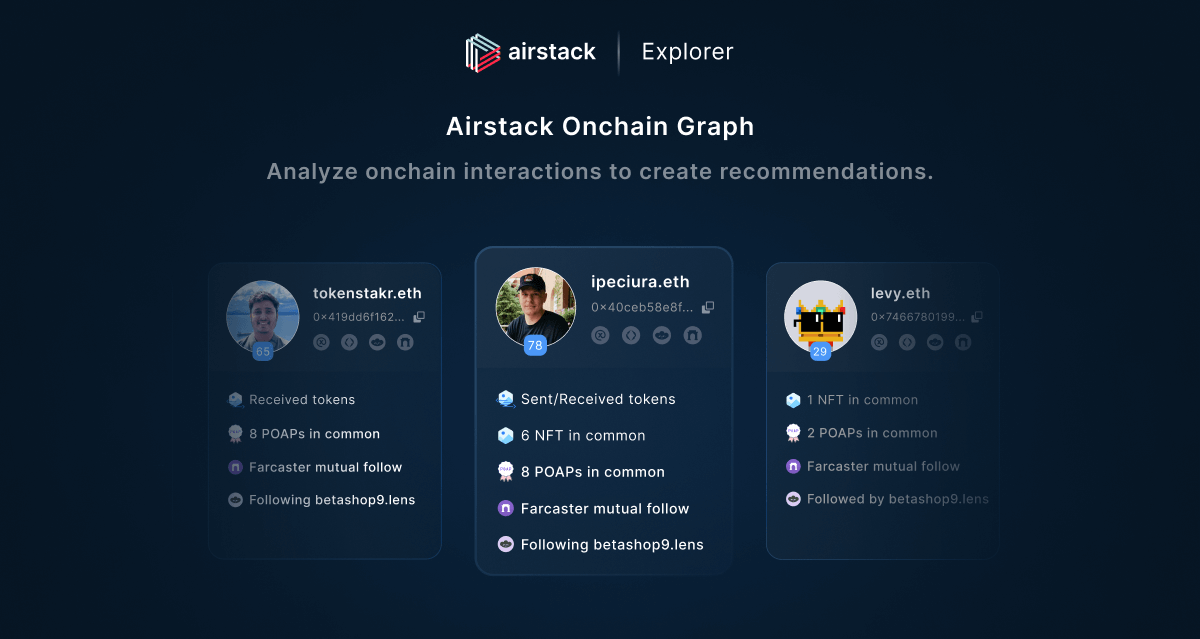 airstack | Explorer
Airstack Onchain Graph
Analyze onchain interactions to create recommendations.
tokenstakr.eth
0×419dd6f162...
65
Received tokens
8 POAPs in common
Farcaster mutual follow
Following betashop9.lens
ipeciura.eth
0×40ceb58e8f...
78
Sent/Received tokens
6 NFT in common
8 POAPs in common
Farcaster mutual follow
Following betashop9.lens
levy.eth
0×7466780199...
29
1 NFT in common
2 POAPs in common
Farcaster mutual follow
Followed by betashop9.lens